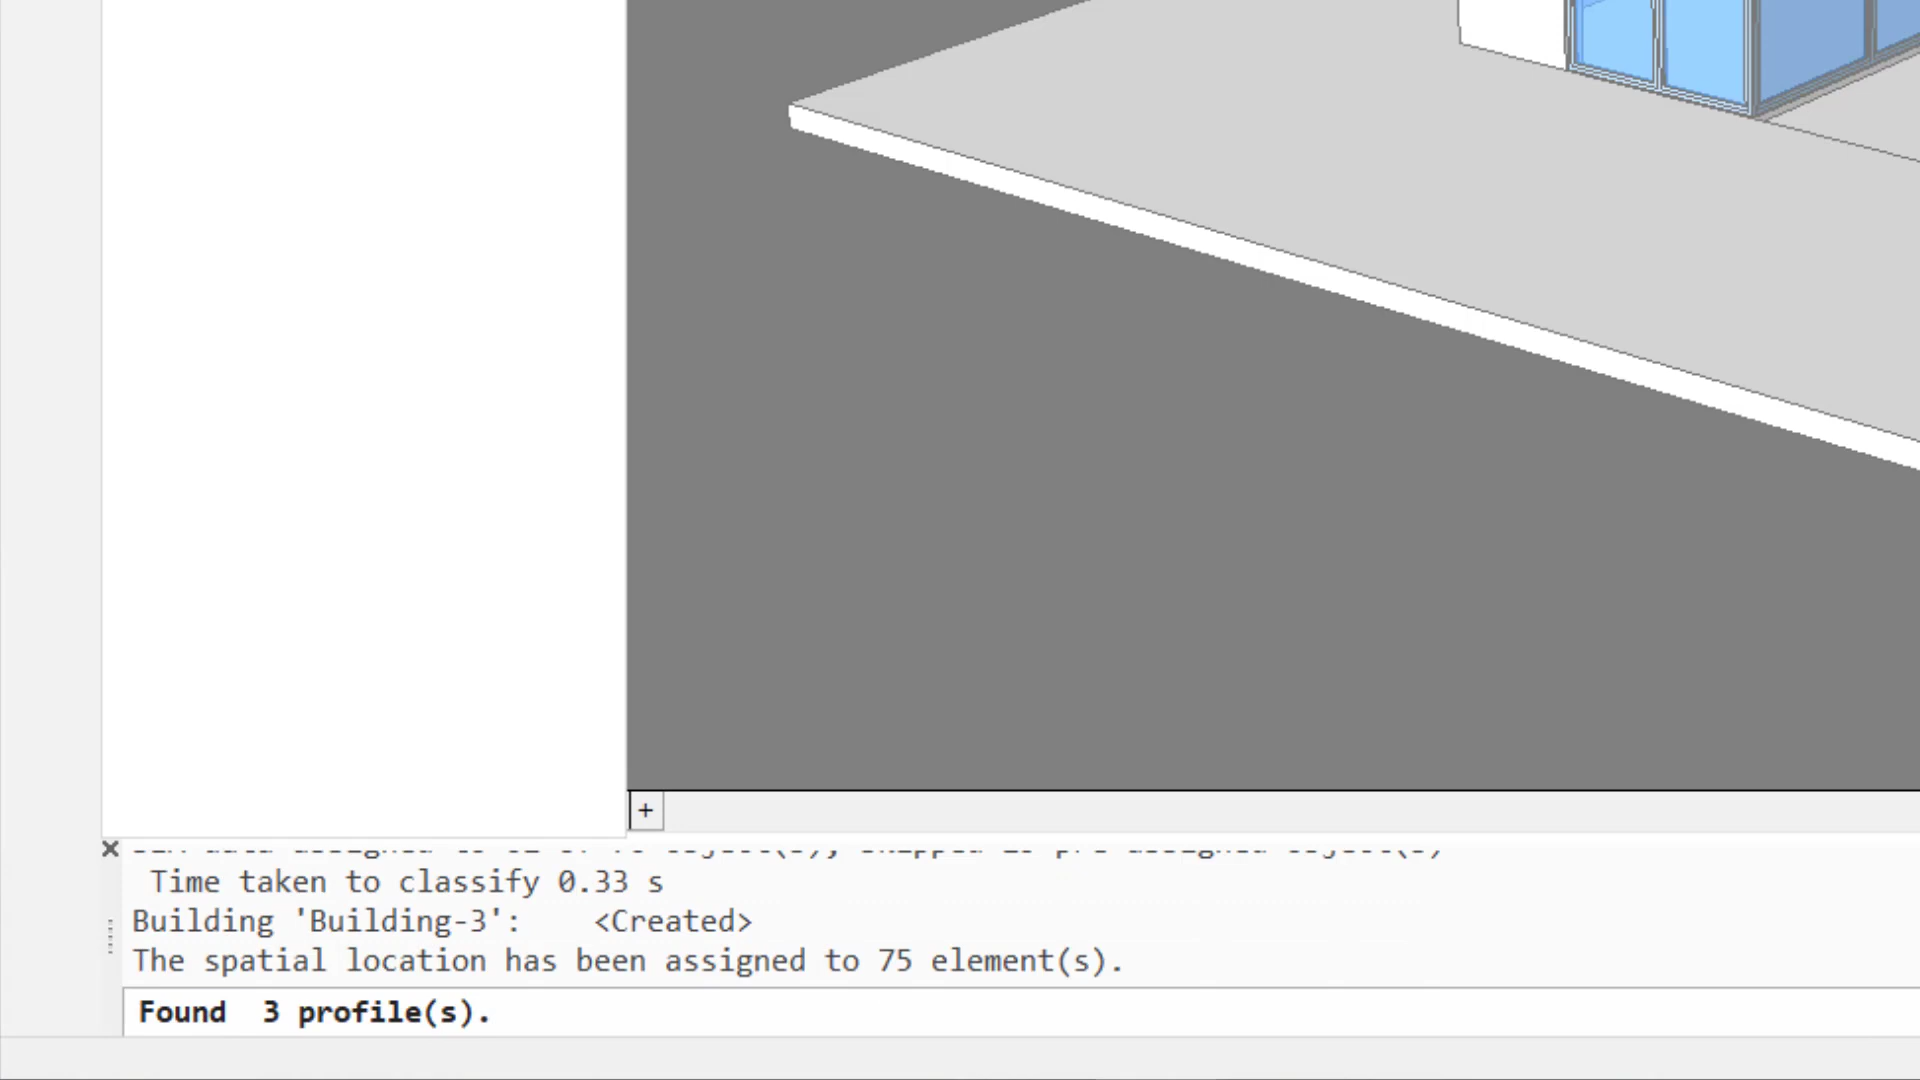 +
Time taken to classify 0.33 s
Building 'Building-3':    <Created>
The spatial location has been assigned to 75 element(s).
Found  3 profile(s).